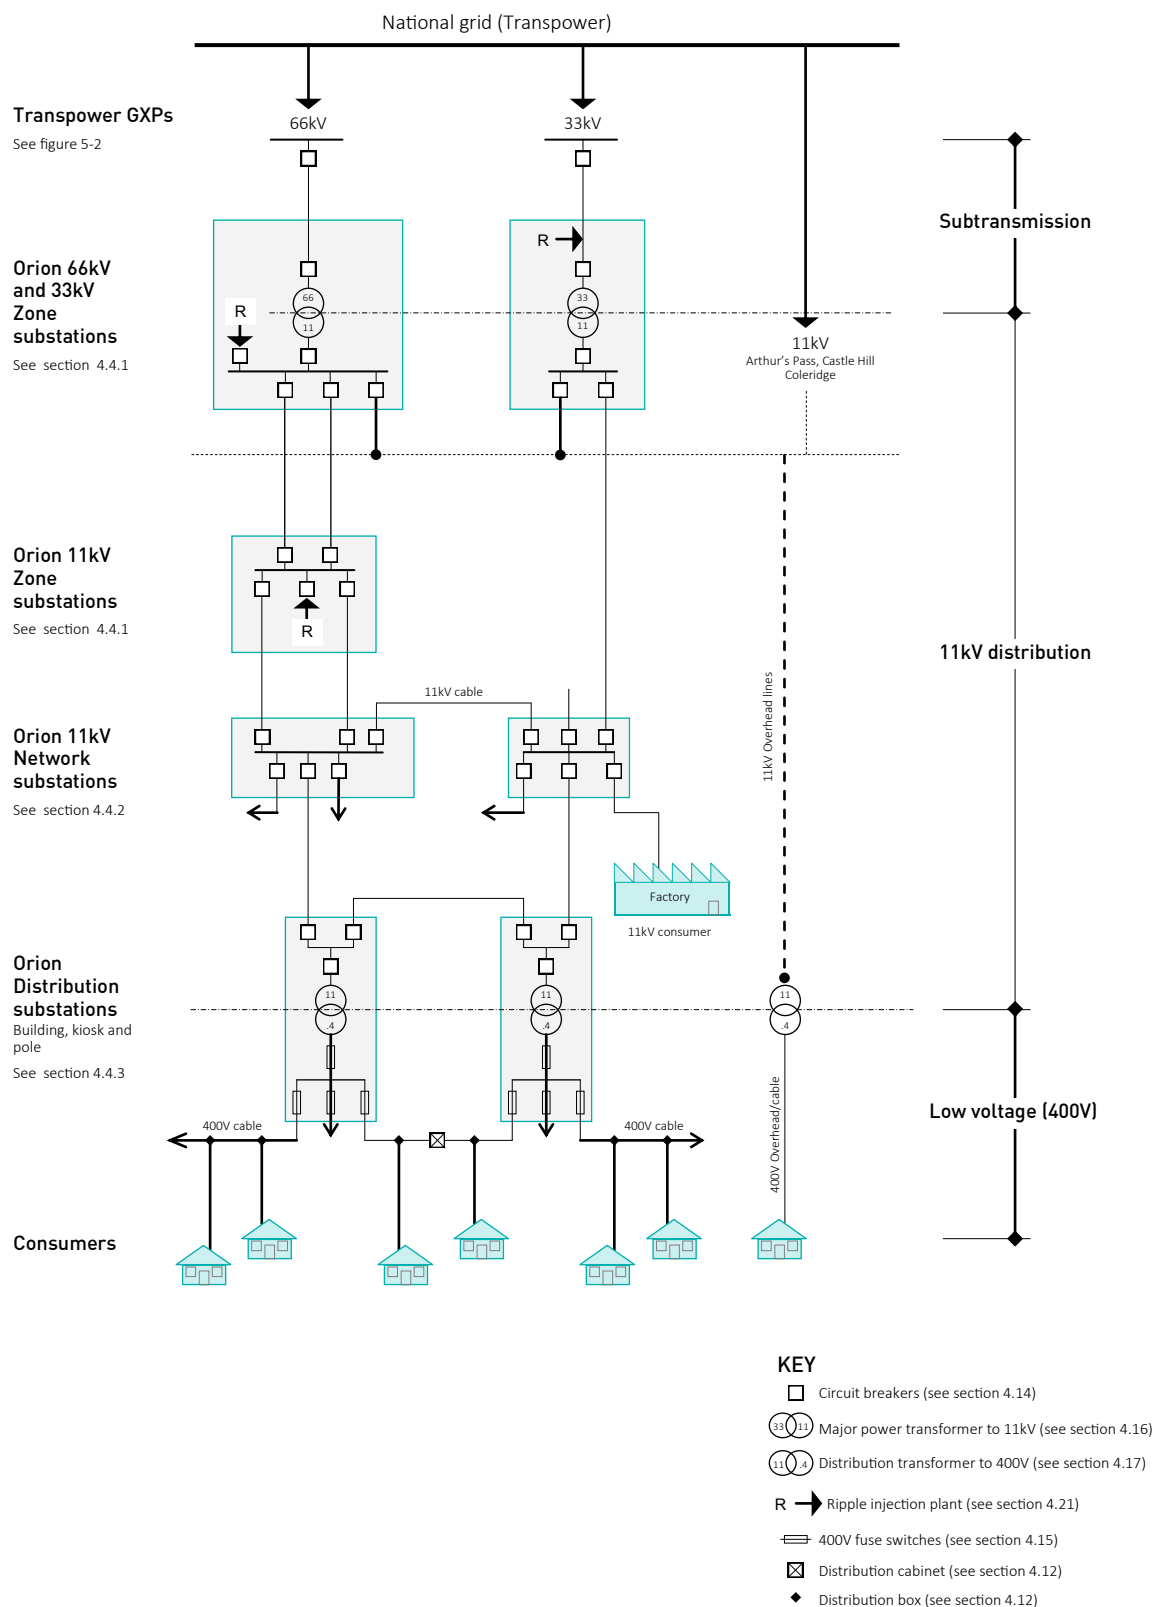 National grid (Transpower)
Transpower GXPs
See figure 5-2
66kV
33kV
Subtransmission
Orion 66kV
and 33kV
Zone
substations
See section 4.4.1
R
66
11
R
33
11
11kV
Arthur's Pass, Castle Hill
Coleridge
Orion 11kV
Zone
substations
See section 4.4.1
R
11kV distribution
11kV Overhead lines
Orion 11kV
Network
substations
See section 4.4.2
11kV cable
Factory
11kV consumer
Orion
Distribution
substations
Building, kiosk and
pole
See section 4.4.3
11
.4
11
.4
11
.4
400V cable
400V cable
400V Overhead/cable
Low voltage (400V)
Consumers
KEY
Circuit breakers (see section 4.14)
33 11 Major power transformer to 11kV (see section 4.16)
11 .4 Distribution transformer to 400V (see section 4.17)
R Ripple injection plant (see section 4.21)
400V fuse switches (see section 4.15)
Distribution cabinet (see section 4.12)
Distribution box (see section 4.12)